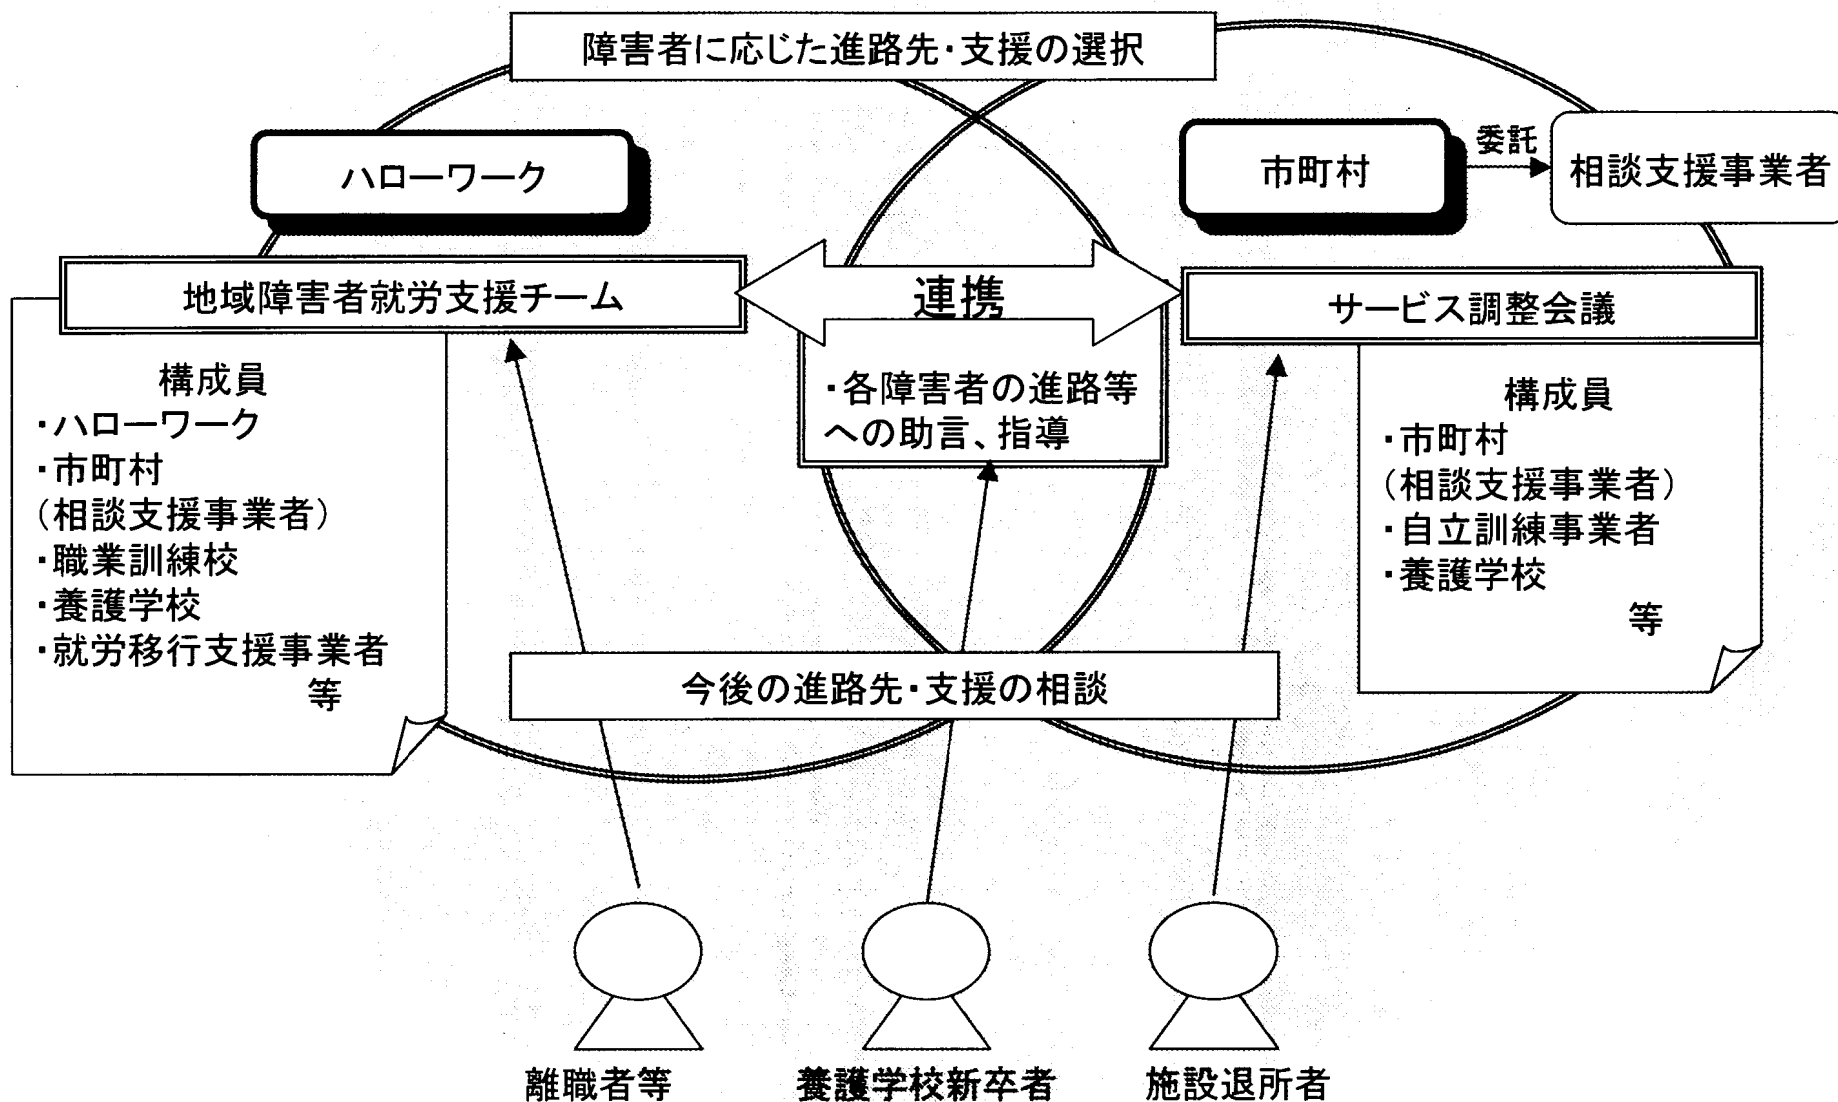 障害者に応じた進路先・支援の選択
ハローワーク
市町村
委託
相談支援事業者
地域障害者就労支援チーム
連携
サービス調整会議
構成員
・ハローワーク
・市町村
（相談支援事業者）
・職業訓練校
・養護学校
・就労移行支援事業者
等
・各障害者の進路等
への助言、指導
構成員
・市町村
（相談支援事業者）
・自立訓練事業者
・養護学校
等
今後の進路先・支援の相談
離職者等
養護学校新卒者
施設退所者